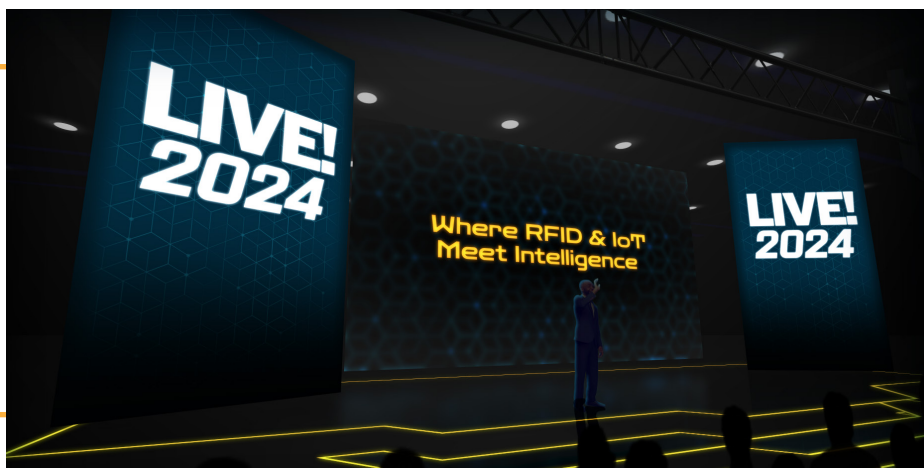 LIVE!
2024
Where RFID & IoT
Meet Intelligence
LIVE!
2024